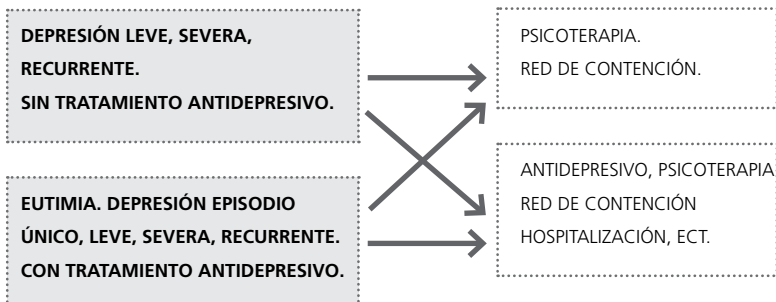 DEPRESIÓN LEVE, SEVERA,
RECURRENTE.
SIN TRATAMIENTO ANTIDEPRESIVO.
PSICOTERAPIA.
RED DE CONTENCIÓN.
EUTIMIA. DEPRESIÓN EPISODIO
ÚNICO, LEVE, SEVERA, RECURRENTE.
CON TRATAMIENTO ANTIDEPRESIVO.
ANTIDEPRESIVO, PSICOTERAPIA
RED DE CONTENCIÓN
HOSPITALIZACIÓN, ECT.